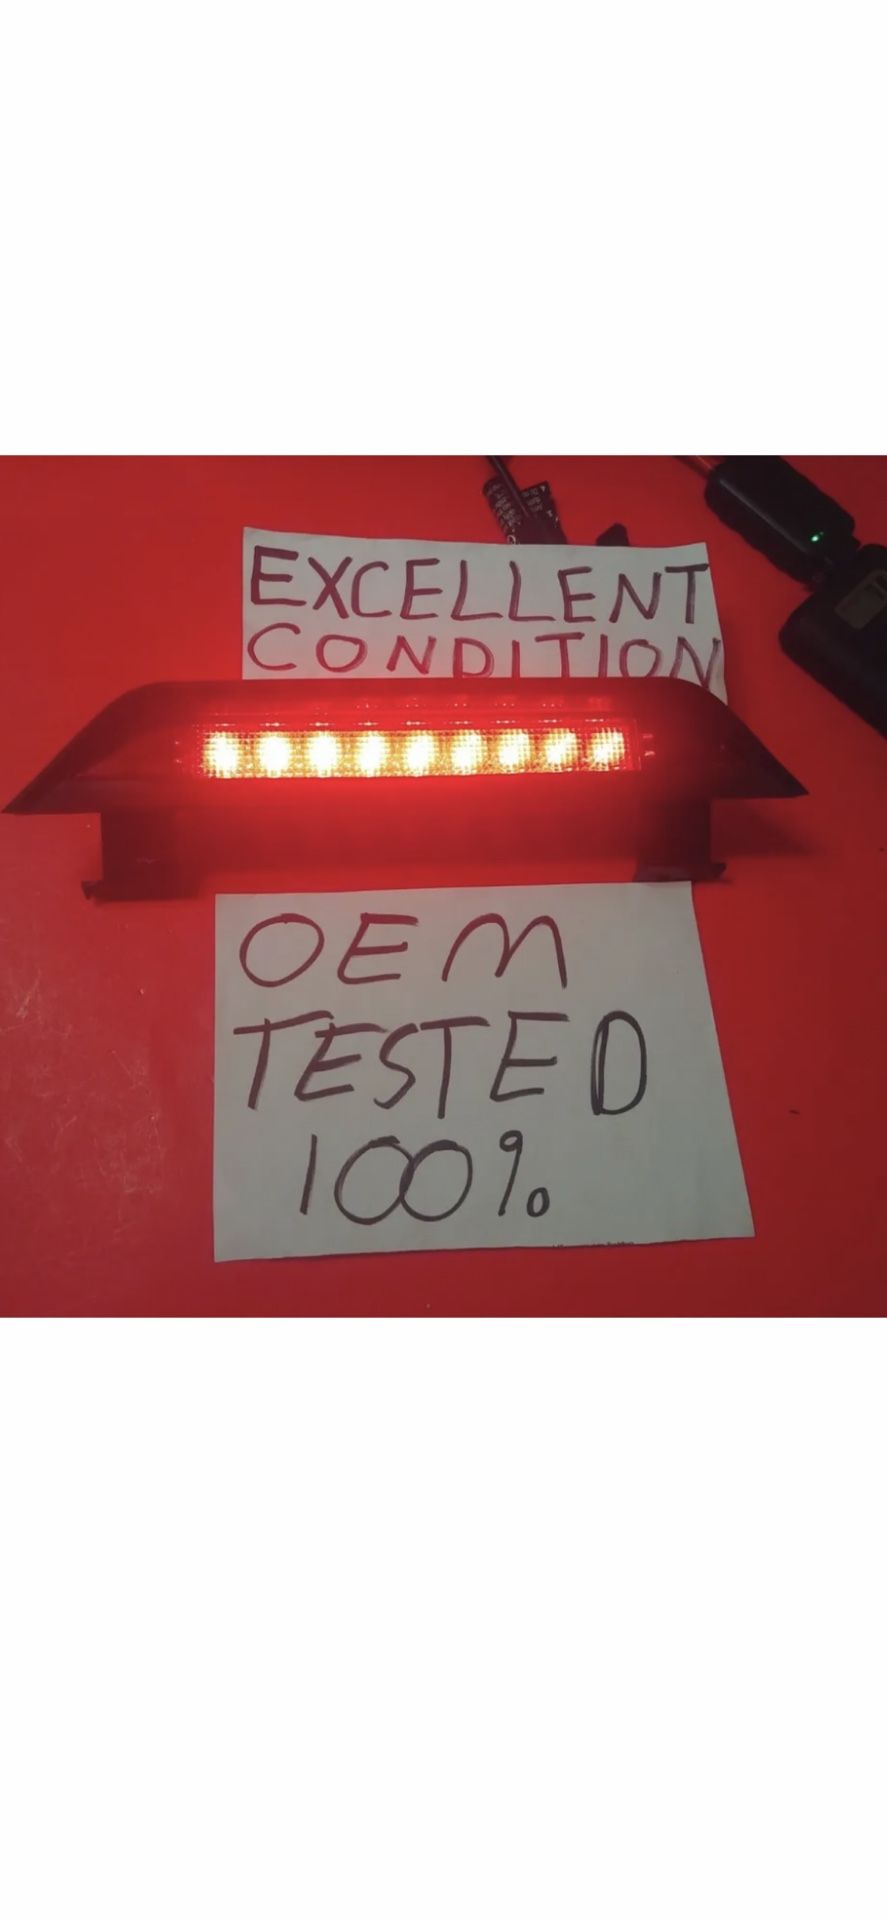 EXCELLENT
CONDITION
OEM
TESTED
100%